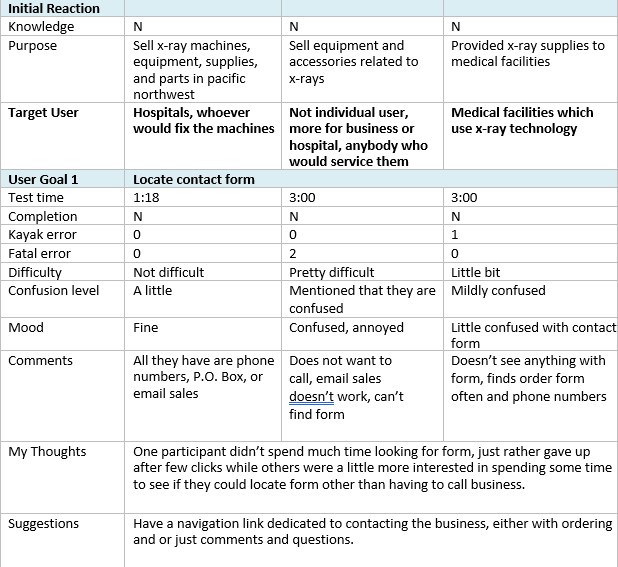 Initial Reaction
Knowledge N N N
Purpose Sell x-ray machines, Sell equipment and Provided x-ray supplies to
equipment, supplies, accessories related to medical facilities
and parts in pacific x-rays
northwest
Target User Hospitals, whoever Not individual user, Medical facilities which
would fix the machines more for business or use x-ray technology
hospital, anybody who
would service them
User Goal 1 Locate contact form
Test time 1:18 3:00 3:00
Completion N N N
Kayak error 0 0 1
Fatal error 0 2 0
Difficulty Not difficult Pretty difficult Little bit
Confusion level A little Mentioned that they are Mildly confused
confused
Mood Fine Confused, annoyed Little confused with contact
form
Comments All they have are phone Does not want to Doesn't see anything with
numbers, P.O. Box, or call, email sales form, finds order form
email sales doesn't work, can't often and phone numbers
find form
My Thoughts One participant didn't spend much time looking for form, just rather gave up
after few clicks while others were a little more interested in spending some time
to see if they could locate form other than having to call business.
Suggestions Have a navigation link dedicated to contacting the business, either with ordering
and or just comments and questions.